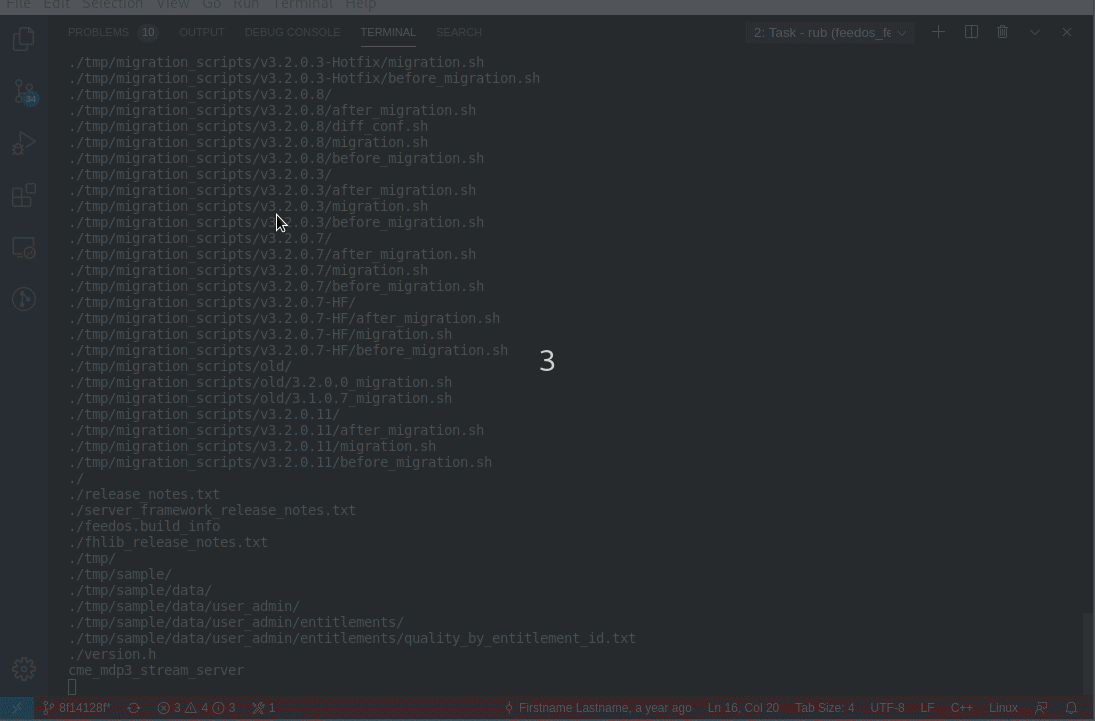 File Edit Selection View Go Run Terminal Help
PROBLEMS 10 OUTPUT DEBUG CONSOLE TERMINAL SEARCH 2: Task - rub (feedos_fe
./tmp/migration_scripts/v3.2.0.3-Hotfix/migration.sh
./tmp/migration_scripts/v3.2.0.3-Hotfix/before_migration.sh
./tmp/migration_scripts/v3.2.0.8/
./tmp/migration_scripts/v3.2.0.8/after_migration.sh
./tmp/migration_scripts/v3.2.0.8/diff_conf.sh
./tmp/migration_scripts/v3.2.0.8/migration.sh
./tmp/migration_scripts/v3.2.0.8/before_migration.sh
./tmp/migration_scripts/v3.2.0.3/
./tmp/migration_scripts/v3.2.0.3/after_migration.sh
./tmp/migration_scripts/v3.2.0.3/migration.sh
./tmp/migration_scripts/v3.2.0.3/before_migration.sh
./tmp/migration_scripts/v3.2.0.7/
./tmp/migration_scripts/v3.2.0.7/after_migration.sh
./tmp/migration_scripts/v3.2.0.7/migration.sh
./tmp/migration_scripts/v3.2.0.7/before_migration.sh
./tmp/migration_scripts/v3.2.0.7-HF/
./tmp/migration_scripts/v3.2.0.7-HF/after_migration.sh
./tmp/migration_scripts/v3.2.0.7-HF/migration.sh
./tmp/migration_scripts/v3.2.0.7-HF/before_migration.sh
3
./tmp/migration_scripts/old/
./tmp/migration_scripts/old/3.2.0.0_migration.sh
./tmp/migration_scripts/old/3.1.0.7_migration.sh
./tmp/migration_scripts/v3.2.0.11/
./tmp/migration_scripts/v3.2.0.11/after_migration.sh
./tmp/migration_scripts/v3.2.0.11/migration.sh
./tmp/migration_scripts/v3.2.0.11/before_migration.sh
./
./release_notes.txt
./server_framework_release_notes.txt
./feedos.build_info
./fhlib_release_notes.txt
./tmp/
./tmp/sample/
./tmp/sample/data/
./tmp/sample/data/user_admin/
./tmp/sample/data/user_admin/entitlements/
./tmp/sample/data/user_admin/entitlements/quality_by_entitlement_id.txt
./version.h
cme_mdp3_stream_server
34
8f14128f* 3 4 3 1 Firstname Lastname, a year ago Ln 16, Col 20 Tab Size: 4 UTF-8 LF C++ Linux